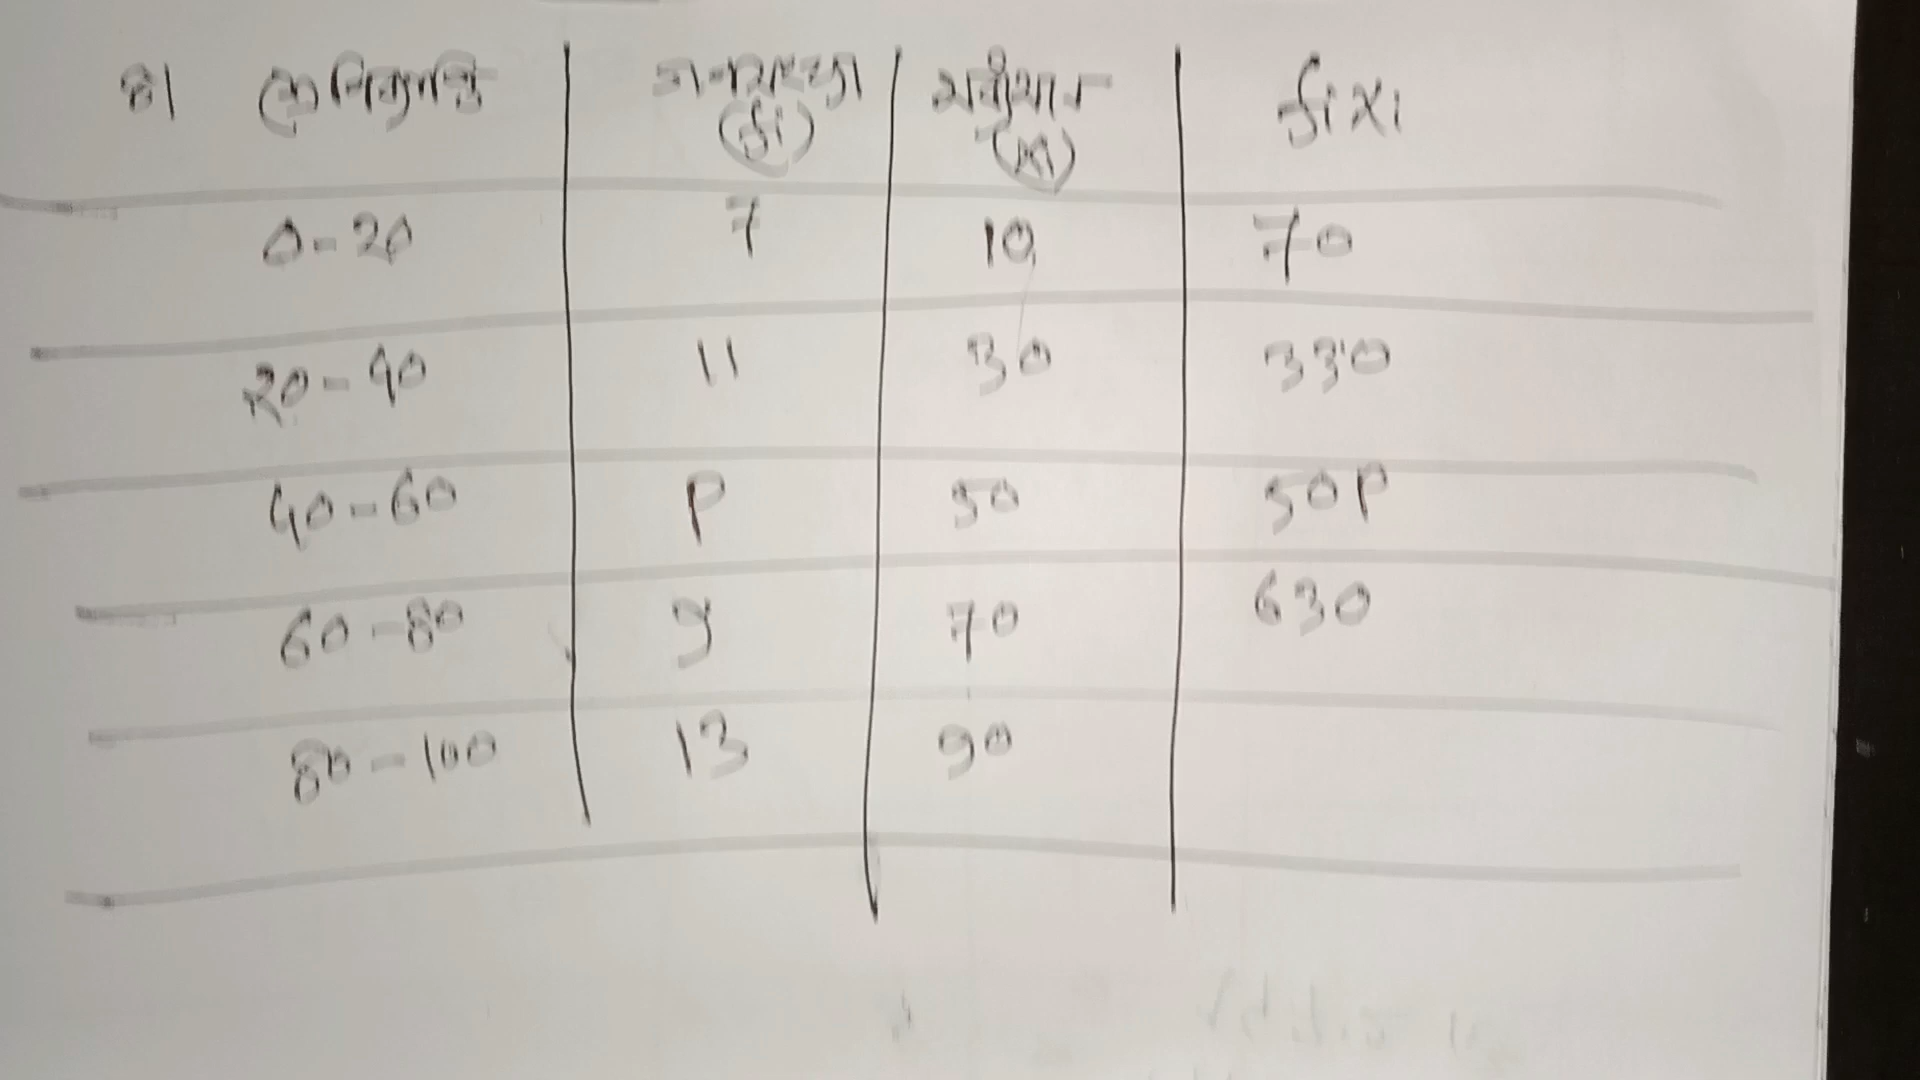 ৪। শ্রেণিব্যাপ্তি গণসংখ্যা (fi) মধ্যমান (xi) fixi
0-20 7 10 70
20-40 11 30 330
40-60 P 50 50P
60-80 9 70 630
80-100 13 90